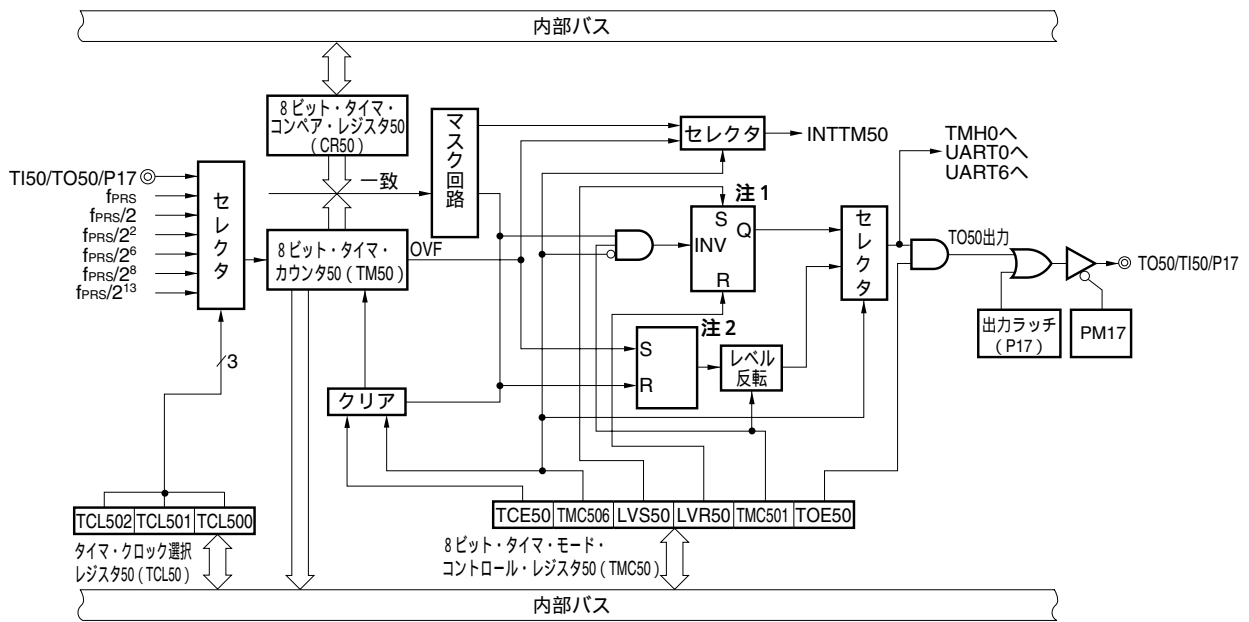 内部バス
8ビット・タイマ・
コンペア・レジスタ50
(CR50)
マスク回路
セレクタ
INTTM50
TMH0へ
UART0へ
UART6へ
TI50/TO50/P17
fPRS
fPRS/2
fPRS/2²
fPRS/2⁶
fPRS/2⁸
fPRS/2¹³
セレクタ
一致
8ビット・タイマ・
カウンタ50(TM50)
OVF
注1
S
Q
INV
R
セレクタ
TO50出力
TO50/TI50/P17
出力ラッチ
(P17)
PM17
注2
S
R
レベル
反転
3
クリア
TCL502 TCL501 TCL500
タイマ・クロック選択
レジスタ50(TCL50)
TCE50 TMC506 LVS50 LVR50 TMC501 TOE50
8ビット・タイマ・モード・
コントロール・レジスタ50(TMC50)
内部バス